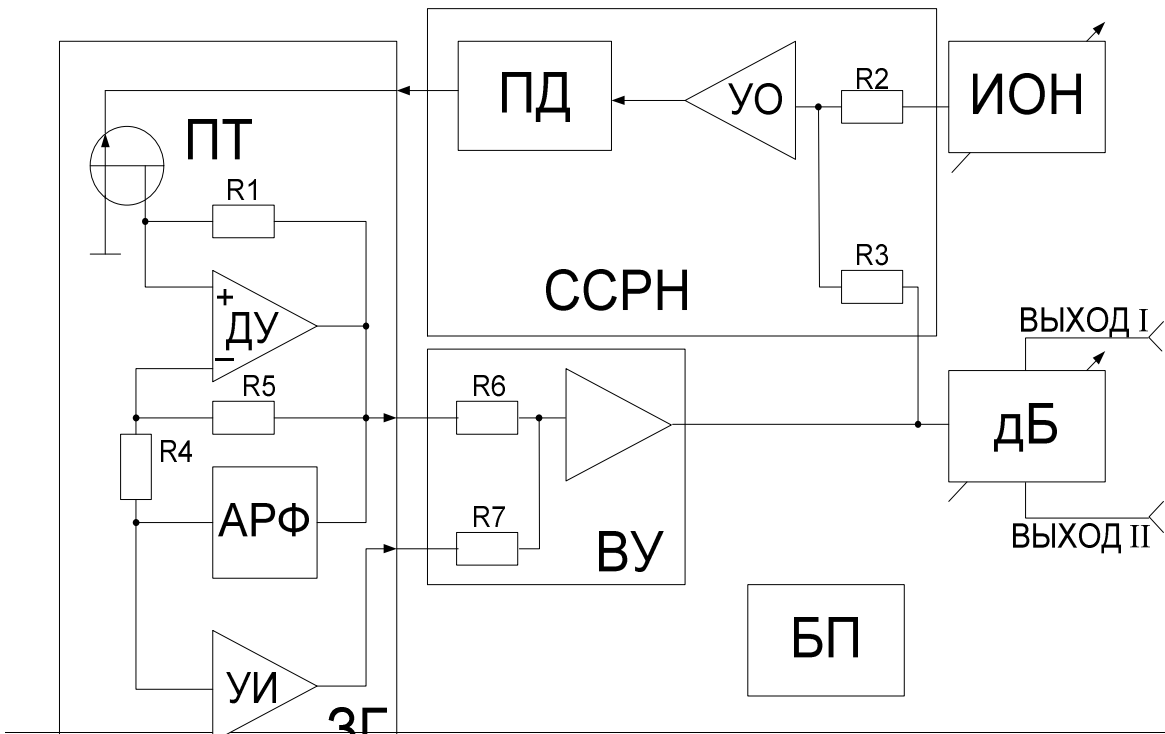 ПД
УО
R2
ИОН
ПТ
R1
R3
ССРН
+
ДУ
–
ВЫХОД I
R5
R6
дБ
R4
АРФ
R7
ВУ
ВЫХОД II
БП
УИ
ЗГ